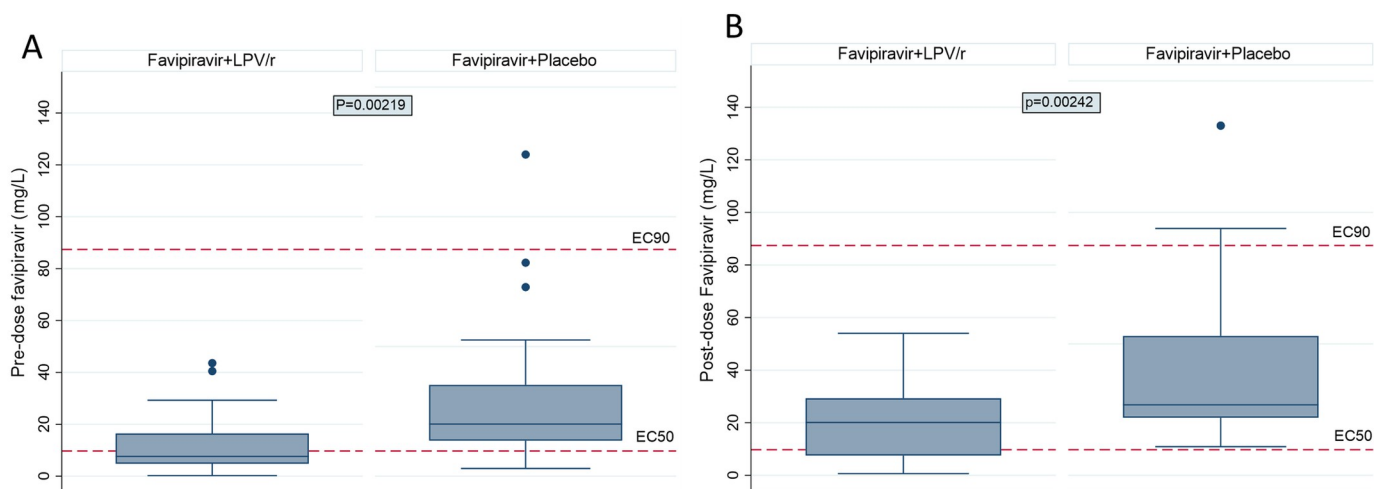 A
Favipiravir+LPV/r
Favipiravir+Placebo
P=0.00219
Pre-dose favipiravir (mg/L)
140
120
100
80
60
40
20
0
EC90
EC50
B
Favipiravir+LPV/r
Favipiravir+Placebo
p=0.00242
Post-dose Favipiravir (mg/L)
140
120
100
80
60
40
20
0
EC90
EC50